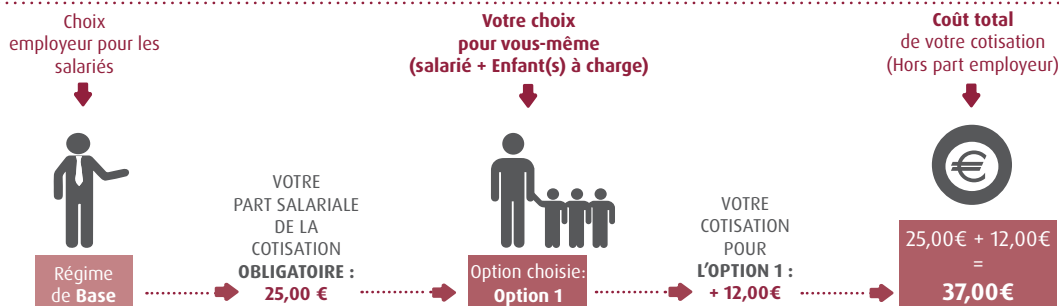 Choix
employeur pour les
salariés
Votre choix
pour vous-même
(salarié + Enfant(s) à charge)
Coût total
de votre cotisation
(Hors part employeur)
Régime
de Base
VOTRE
PART SALARIALE
DE LA
COTISATION
OBLIGATOIRE :
25,00 €
Option choisie:
Option 1
VOTRE
COTISATION
POUR
L'OPTION 1 :
+ 12,00€
€
25,00€ + 12,00€
=
37,00€